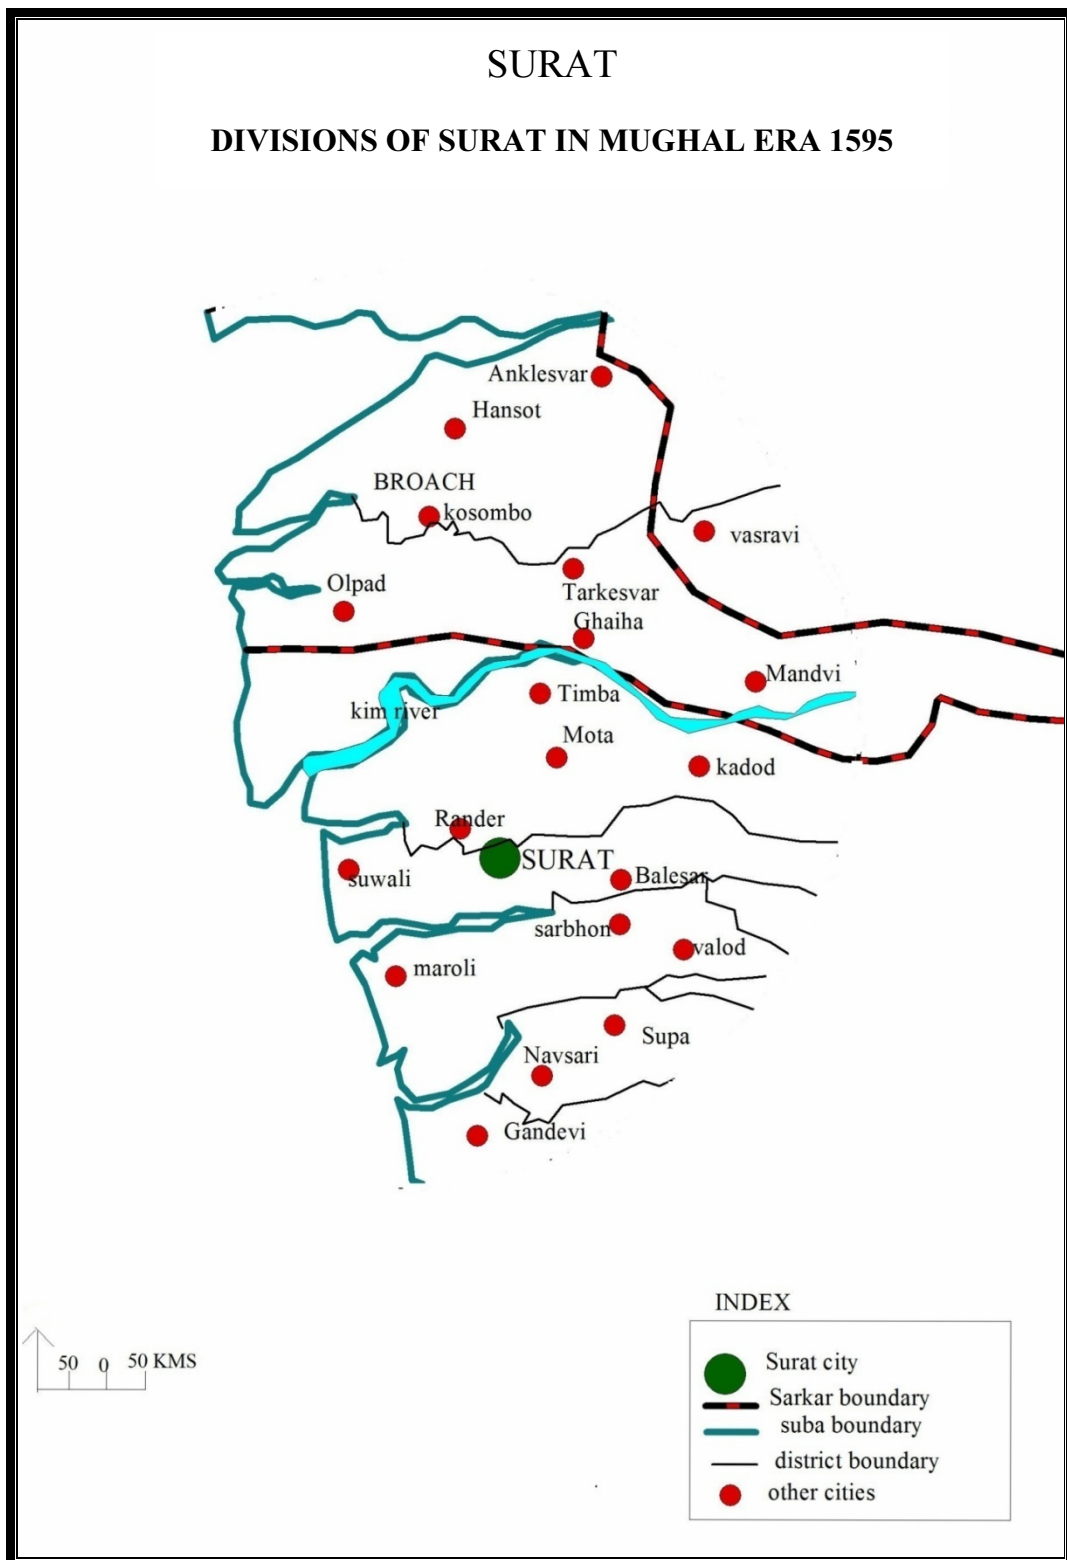 SURAT
DIVISIONS OF SURAT IN MUGHAL ERA 1595
Anklesvar
Hansot
BROACH
kosombo
vasravi
Olpad
Tarkesvar
Ghaiha
Mandvi
Timba
kim river
Mota
kadod
Rander
SURAT
suwali
Balesar
sarbhon
valod
maroli
Supa
Navsari
Gandevi
INDEX
50 0 50 KMS
Surat city
Sarkar boundary
suba boundary
district boundary
other cities